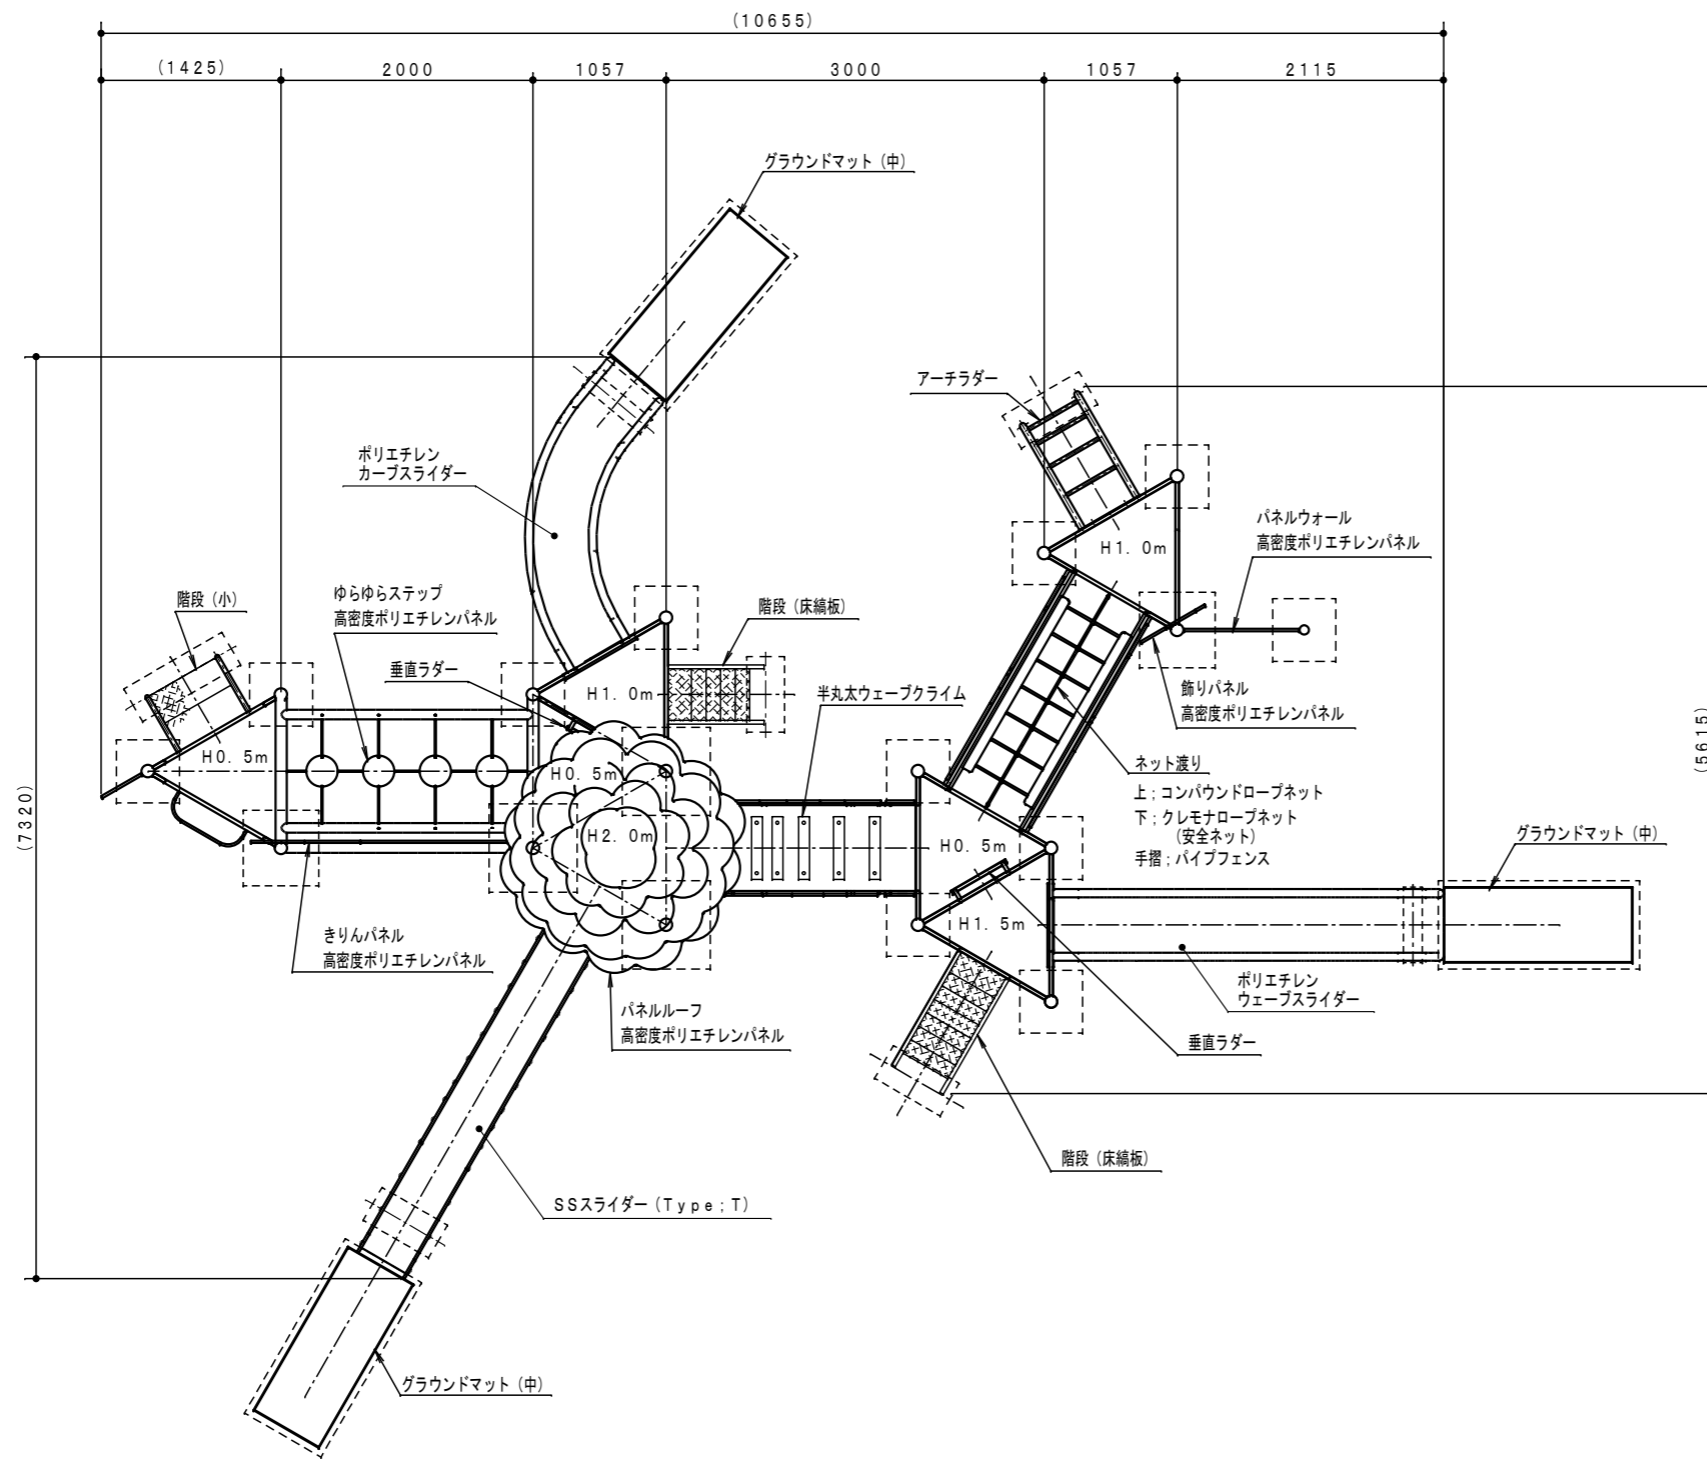 (10655)
(1425)
2000
1057
3000
1057
2115
グラウンドマット（中）
アーチラダー
ポリエチレン
カーブスライダー
パネルウォール
高密度ポリエチレンパネル
H1．0m
階段（小）
ゆらゆらステップ
高密度ポリエチレンパネル
階段（床縞板）
垂直ラダー
H1．0m
半丸太ウェーブクライム
飾りパネル
高密度ポリエチレンパネル
H0．5m
H0．5m
ネット渡り
上；コンパウンドロープネット
下；クレモナロープネット
（安全ネット）
手摺；パイプフェンス
(7320)
(5615)
H2．0m
H0．5m
グラウンドマット（中）
H1．5m
きりんパネル
高密度ポリエチレンパネル
ポリエチレン
ウェーブスライダー
パネルルーフ
高密度ポリエチレンパネル
垂直ラダー
階段（床縞板）
SSスライダー（Type；T）
グラウンドマット（中）